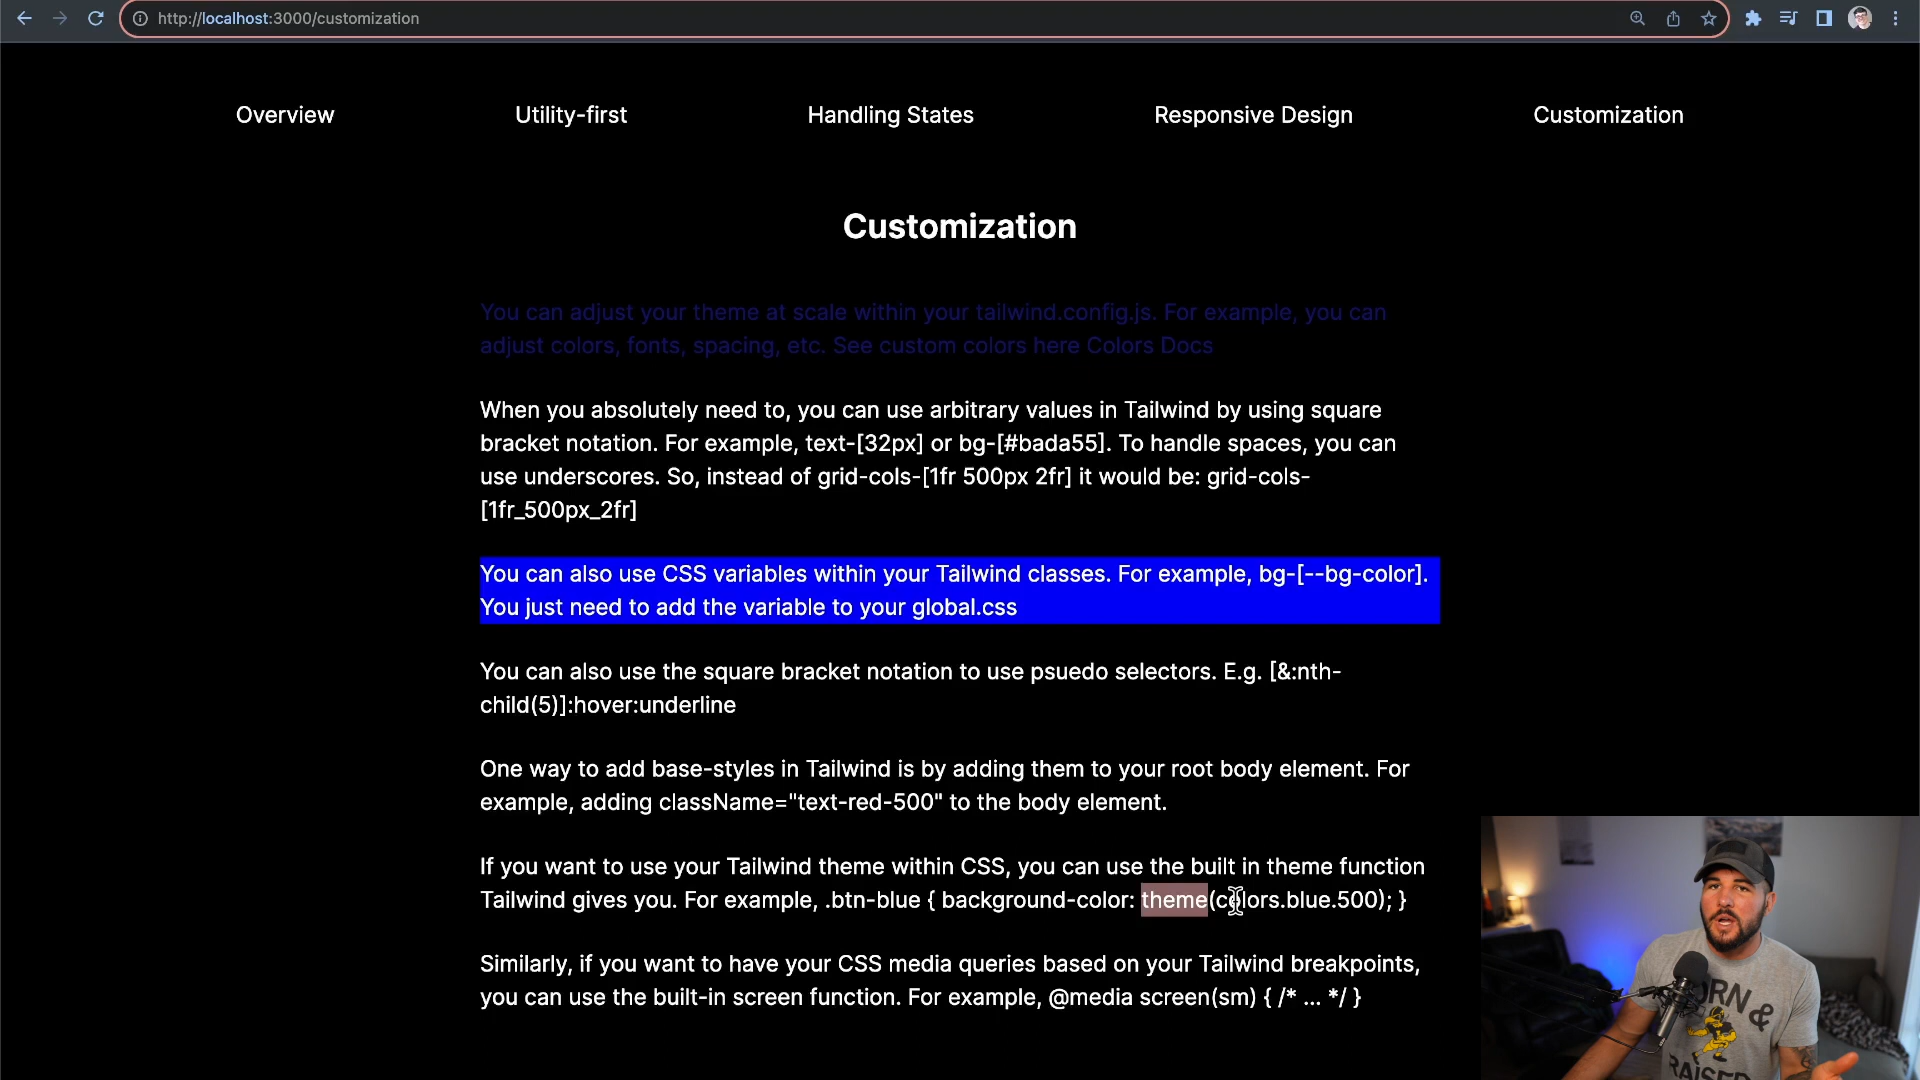 http://localhost:3000/customization
Overview
Utility-first
Handling States
Responsive Design
Customization
Customization
You can adjust your theme at scale within your tailwind.config.js. For example, you can
adjust colors, fonts, spacing, etc. See custom colors here Colors Docs
When you absolutely need to, you can use arbitrary values in Tailwind by using square
bracket notation. For example, text-[32px] or bg-[#bada55]. To handle spaces, you can
use underscores. So, instead of grid-cols-[1fr 500px 2fr] it would be: grid-cols-
[1fr_500px_2fr]
You can also use CSS variables within your Tailwind classes. For example, bg-[--bg-color].
You just need to add the variable to your global.css
You can also use the square bracket notation to use psuedo selectors. E.g. [&:nth-
child(5)]:hover:underline
One way to add base-styles in Tailwind is by adding them to your root body element. For
example, adding className="text-red-500" to the body element.
If you want to use your Tailwind theme within CSS, you can use the built in theme function
Tailwind gives you. For example, .btn-blue { background-color: theme(colors.blue.500); }
Similarly, if you want to have your CSS media queries based on your Tailwind breakpoints,
you can use the built-in screen function. For example, @media screen(sm) { /* ... */ }
&